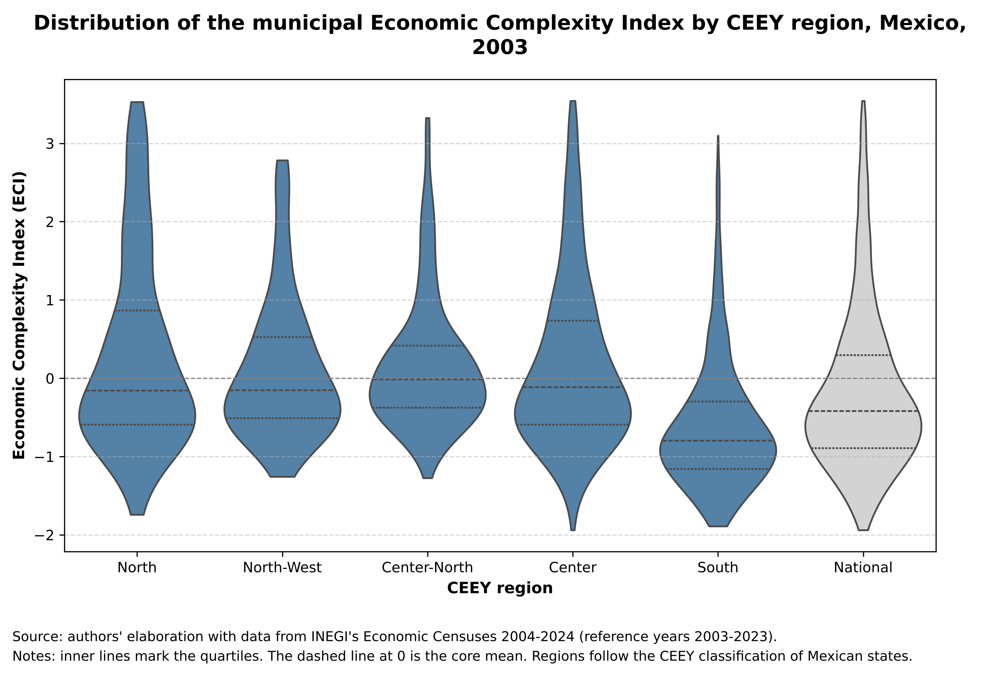 Distribution of the municipal Economic Complexity Index by CEEY region, Mexico,
2003
Economic Complexity Index (ECI)
3
2
1
0
−1
−2
North
North-West
Center-North
Center
South
National
CEEY region
Source: authors' elaboration with data from INEGI's Economic Censuses 2004-2024 (reference years 2003-2023).
Notes: inner lines mark the quartiles. The dashed line at 0 is the core mean. Regions follow the CEEY classification of Mexican states.